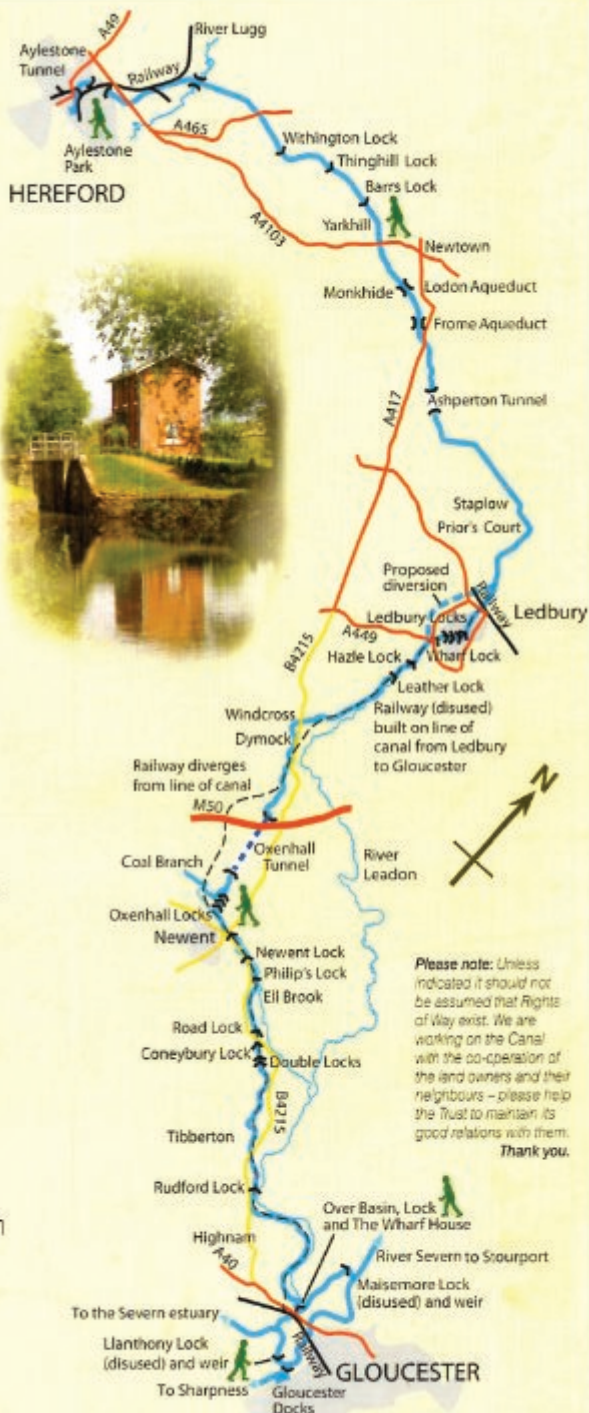 A49
River Lugg
Aylestone
Tunnel
Railway
A465
Aylestone
Park
HEREFORD
Withington Lock
Thinghill Lock
Barrs Lock
Yarkhill
A4103
Newtown
Monkhide
Lodon Aqueduct
Frome Aqueduct
A417
Ashperton Tunnel
Staplow
Prior's Court
Proposed
diversion
Railway
Ledbury Locks
Ledbury
A449
B4215
Hazle Lock
Wharf Lock
Leather Lock
Railway (disused)
built on line of
canal from Ledbury
to Gloucester
Windcross
Dymock
Railway diverges
from line of canal
M50
N
Oxenhall
Tunnel
Coal Branch
River
Leadon
Oxenhall Locks
Newent
Newent Lock
Philip's Lock
Ell Brook
Please note: Unless
indicated it should not
be assumed that Rights
of Way exist. We are
working on the Canal
with the co-operation of
the land owners and their
neighbours – please help
the Trust to maintain its
good relations with them.
Thank you.
Road Lock
Coneybury Lock
Double Locks
B4215
Tibberton
Rudford Lock
Over Basin, Lock
and The Wharf House
Highnam
A40
River Severn to Stourport
Maisemore Lock
(disused) and weir
To the Severn estuary
Llanthony Lock
(disused) and weir
Railway
GLOUCESTER
To Sharpness
Gloucester
Docks